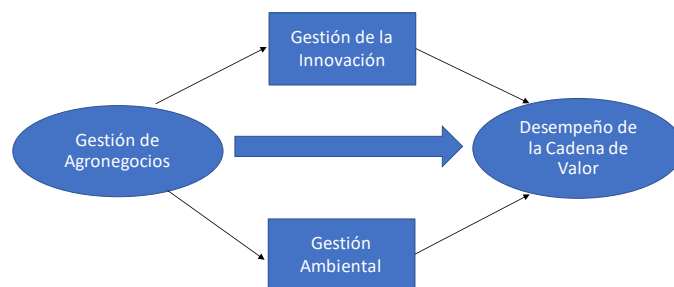 Gestión de la
Innovación
Gestión de
Agronegocios
Desempeño de
la Cadena de
Valor
Gestión
Ambiental